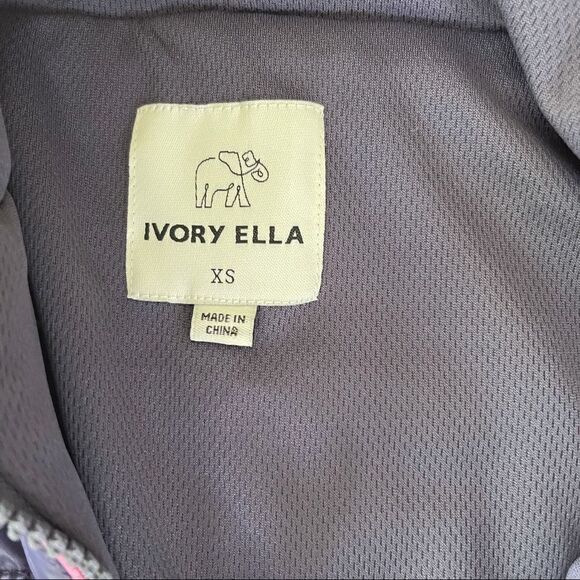 IVORY ELLA
XS
MADE IN
CHINA